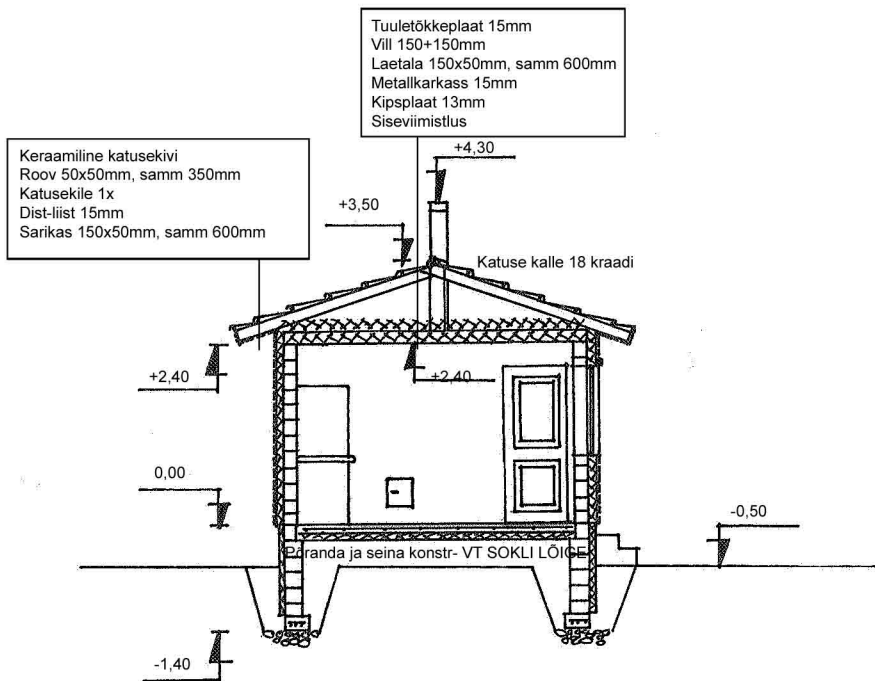 Tuuletõkkeplaat 15mm
Vill 150+150mm
Laetala 150x50mm, samm 600mm
Metallkarkass 15mm
Kipsplaat 13mm
Siseviimistlus
+4,30
Keraamiline katusekivi
Roov 50x50mm, samm 350mm
Katusekile 1x
Dist-liist 15mm
Sarikas 150x50mm, samm 600mm
+3,50
Katuse kalle 18 kraadi
+2,40
+2,40
0,00
-0,50
Põranda ja seina konstr- VT SOKLI LÕIGE
-1,40